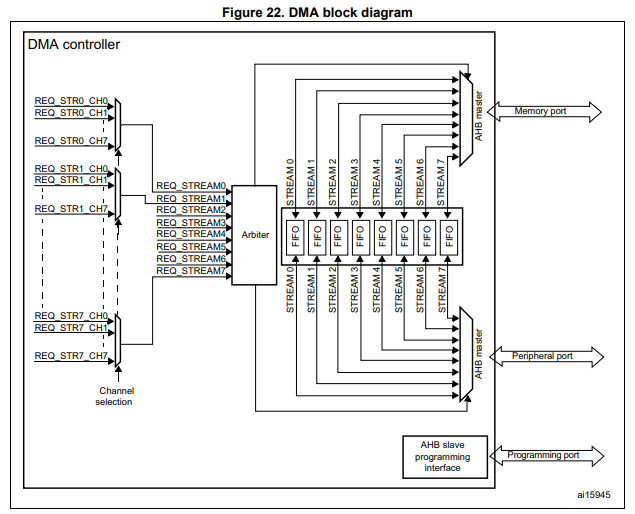 Figure 22. DMA block diagram
DMA controller
REQ_STR0_CH0
REQ_STR0_CH1
REQ_STR0_CH7
REQ_STR1_CH0
REQ_STR1_CH1
REQ_STR1_CH7
REQ_STR7_CH0
REQ_STR7_CH1
REQ_STR7_CH7
Channel
selection
REQ_STREAM0
REQ_STREAM1
REQ_STREAM2
REQ_STREAM3
REQ_STREAM4
REQ_STREAM5
REQ_STREAM6
REQ_STREAM7
Arbiter
STREAM 0
STREAM 1
STREAM 2
STREAM 3
STREAM 4
STREAM 5
STREAM 6
STREAM 7
FIFO
FIFO
FIFO
FIFO
FIFO
FIFO
FIFO
FIFO
STREAM 0
STREAM 1
STREAM 2
STREAM 3
STREAM 4
STREAM 5
STREAM 6
STREAM 7
AHB master
Memory port
AHB master
Peripheral port
AHB slave
programming
interface
Programming port
ai15945